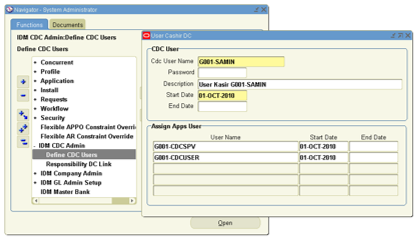 Navigator - System Administrator
Functions
Documents
IDM CDC Admin:Define CDC Users
Define CDC Users
+ Concurrent
+ Profile
+ Application
+ Install
+ Requests
+ Workflow
+ Security
Flexible APPO Constraint Overri
Flexible AR Constraint Overrid
- IDM CDC Admin
Define CDC Users
Responsibility DC Link
+ IDM Company Admin
+ IDM GL Admin Setup
+ IDM Master Bank
Open
User Cashir DC
CDC User
Cdc User Name G001-SAMIN
Password
Description User Kasir G001-SAMIN
Start Date 01-OCT-2010
End Date
Assign Apps User
User Name Start Date End Date
G001-CDCSPV 01-OCT-2010
G001-CDCUSER 01-OCT-2010